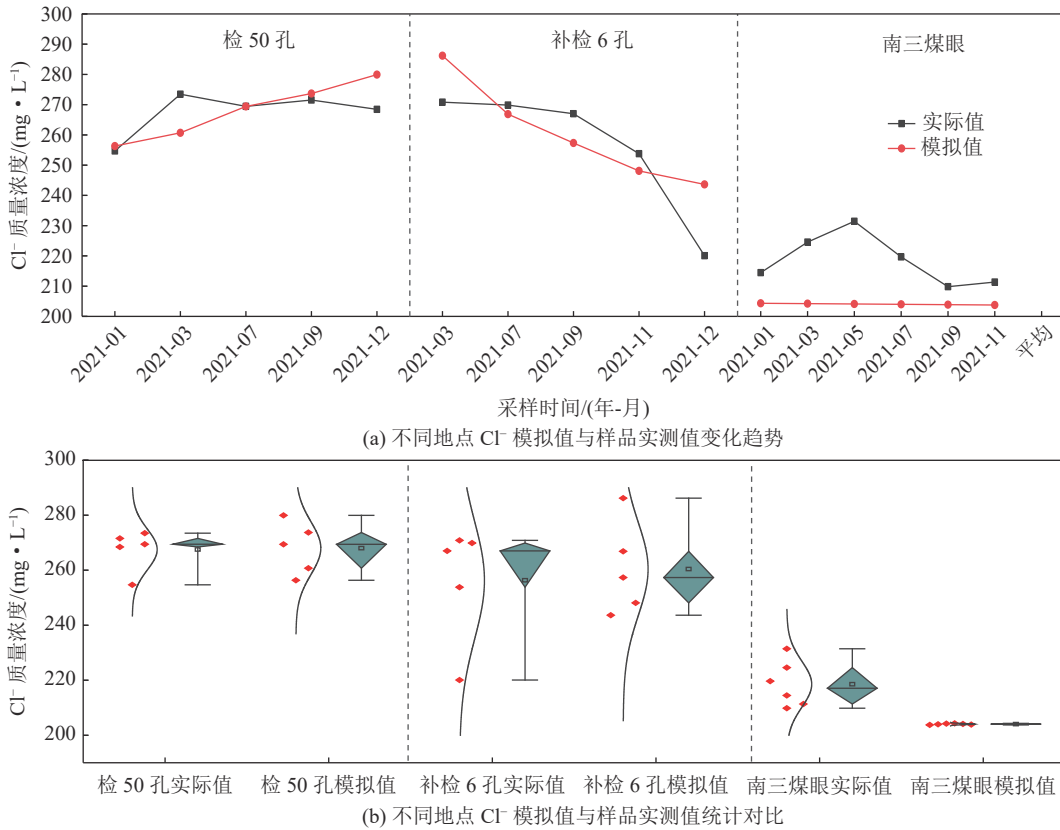 300
290
280
270
260
250
240
230
220
210
200
Cl⁻ 质量浓度/(mg • L⁻¹)
检 50 孔
补检 6 孔
南三煤眼
实际值
模拟值
2021-01
2021-03
2021-07
2021-09
2021-12
2021-03
2021-07
2021-09
2021-11
2021-12
2021-01
2021-03
2021-05
2021-07
2021-09
2021-11
平均
采样时间/(年-月)
(a) 不同地点 Cl⁻ 模拟值与样品实测值变化趋势
300
280
260
240
220
200
Cl⁻ 质量浓度/(mg • L⁻¹)
检 50 孔实际值
检 50 孔模拟值
补检 6 孔实际值
补检 6 孔模拟值
南三煤眼实际值
南三煤眼模拟值
(b) 不同地点 Cl⁻ 模拟值与样品实测值统计对比